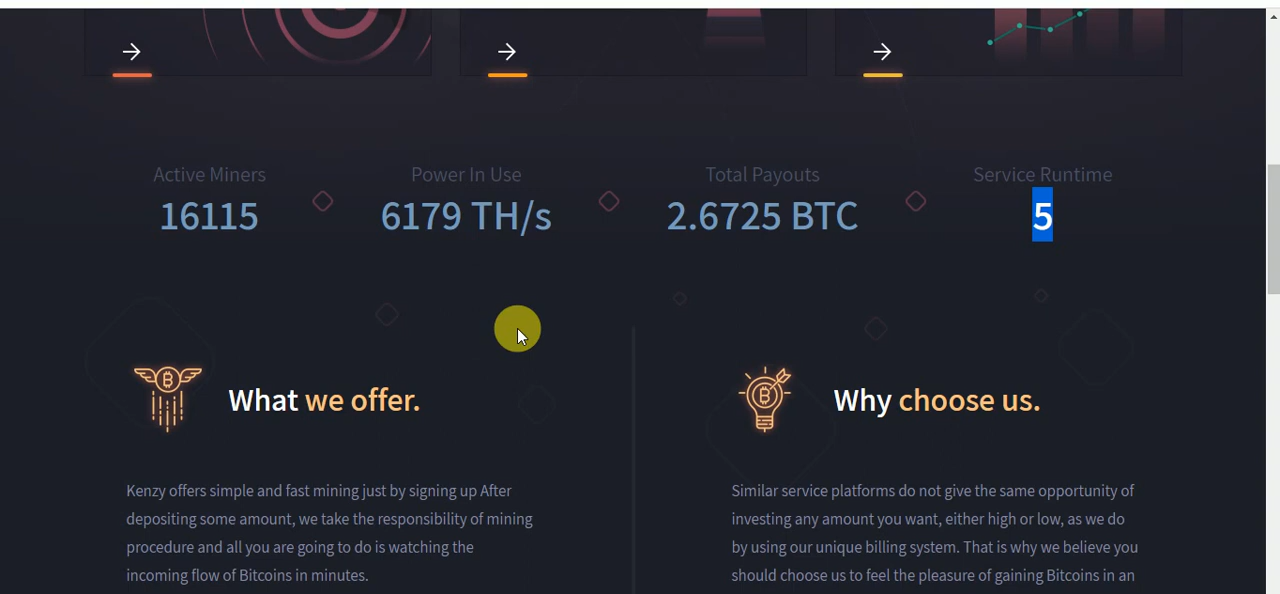 Active Miners
Power In Use
Total Payouts
Service Runtime
16115
6179 TH/s
2.6725 BTC
5
What we offer.
Why choose us.
Kenzy offers simple and fast mining just by signing up After
depositing some amount, we take the responsibility of mining
procedure and all you are going to do is watching the
incoming flow of Bitcoins in minutes.
Similar service platforms do not give the same opportunity of
investing any amount you want, either high or low, as we do
by using our unique billing system. That is why we believe you
should choose us to feel the pleasure of gaining Bitcoins in an